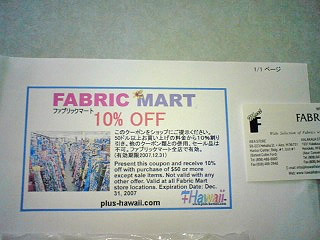 1/1 ページ
FABRIC MART
ファブリックマート
10% OFF
このクーポンをショップにご提示ください。
50ドル以上お買い上げの料金から10%割り
引き。他のクーポン類との併用、セール品は
不可。ファブリックマート全店で有効。
(有効期限2007.12.31)
Present this coupon and receive 10%
off with purchase of $50 or more
except sale items. Not valid with any
other offer. Valid at all Fabric Mart
store locations. Expiration Date: Dec.
31, 2007
plus-hawaii.com
+Hawaii
FABR
Wide Selection of Fabrics